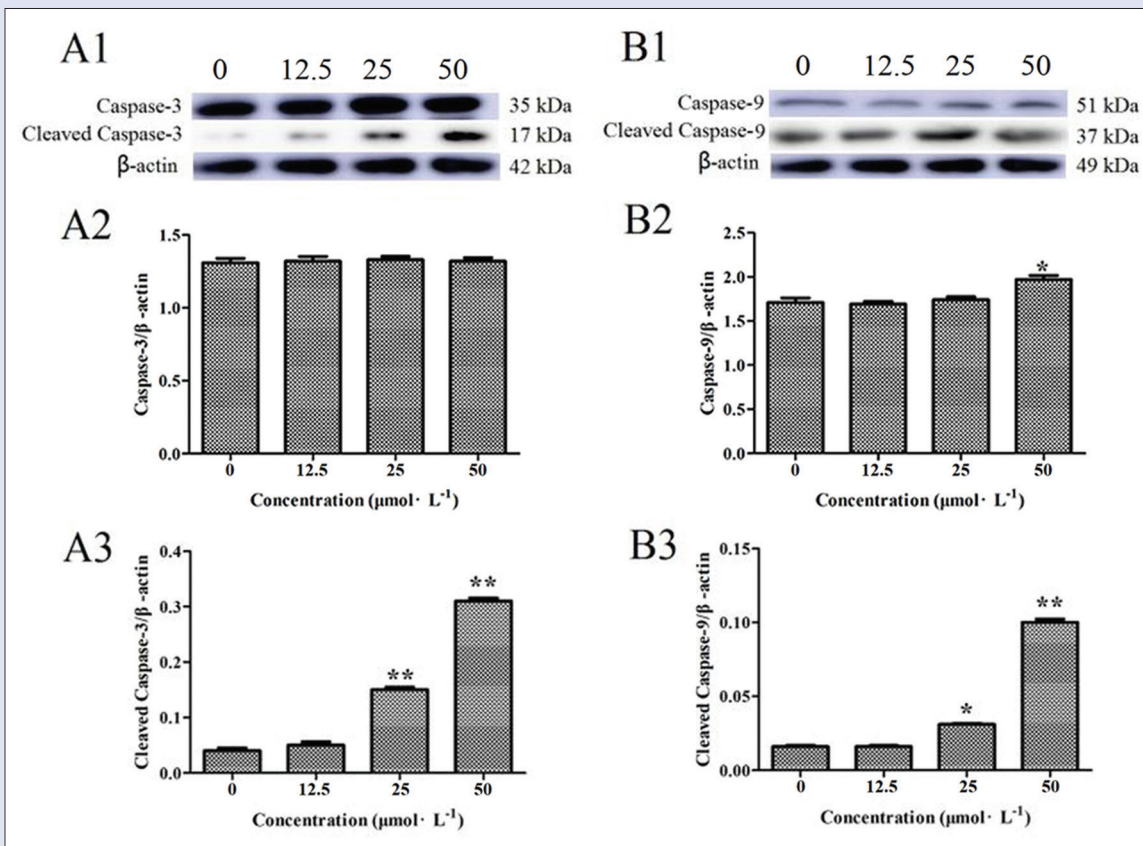 A1
0 12.5 25 50
Caspase-3 35 kDa
Cleaved Caspase-3 17 kDa
β-actin 42 kDa
B1
0 12.5 25 50
Caspase-9 51 kDa
Cleaved Caspase-9 37 kDa
β-actin 49 kDa
A2
Caspase-3/β -actin
1.5
1.0
0.5
0.0
0 12.5 25 50
Concentration (μmol· L⁻¹)
B2
Caspase-9/β -actin
2.5
2.0
1.5
1.0
0.5
0.0
*
0 12.5 25 50
Concentration (μmol· L⁻¹)
A3
Cleaved Caspase-3/β -actin
0.4
0.3
0.2
0.1
0.0
** **
0 12.5 25 50
Concentration (μmol· L⁻¹)
B3
Cleaved Caspase-9/β -actin
0.15
0.10
0.05
0.00
* **
0 12.5 25 50
Concentration (μmol· L⁻¹)